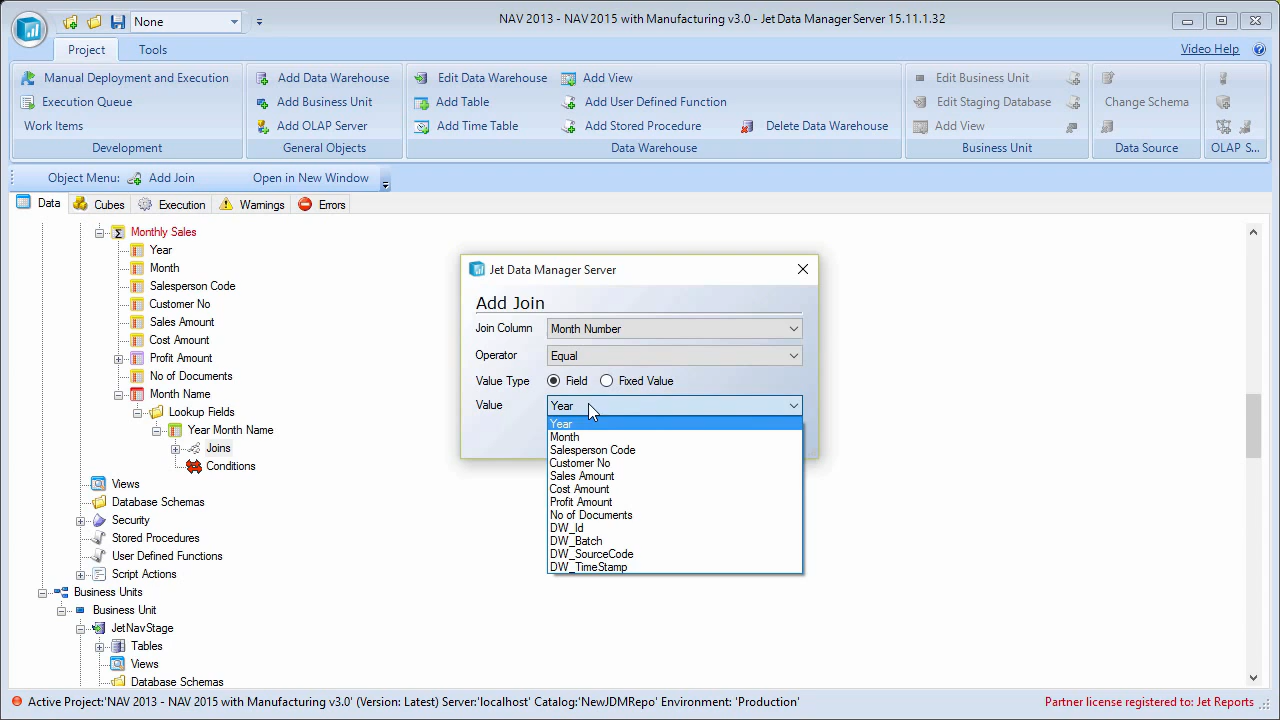 None
NAV 2013 - NAV 2015 with Manufacturing v3.0 - Jet Data Manager Server 15.11.1.32
Project
Tools
Video Help
Manual Deployment and Execution
Execution Queue
Work Items
Development
Add Data Warehouse
Add Business Unit
Add OLAP Server
General Objects
Edit Data Warehouse
Add Table
Add Time Table
Add View
Add User Defined Function
Add Stored Procedure
Delete Data Warehouse
Data Warehouse
Edit Business Unit
Edit Staging Database
Add View
Business Unit
Change Schema
Data Source
OLAP S...
Object Menu:
Add Join
Open in New Window
Data
Cubes
Execution
Warnings
Errors
Monthly Sales
Year
Month
Salesperson Code
Customer No
Sales Amount
Cost Amount
Profit Amount
No of Documents
Month Name
Lookup Fields
Year Month Name
Joins
Conditions
Views
Database Schemas
Security
Stored Procedures
User Defined Functions
Script Actions
Business Units
Business Unit
JetNavStage
Tables
Views
Database Schemas
Jet Data Manager Server
Add Join
Join Column
Month Number
Operator
Equal
Value Type
Field
Fixed Value
Value
Year
Year
Month
Salesperson Code
Customer No
Sales Amount
Cost Amount
Profit Amount
No of Documents
DW_Id
DW_Batch
DW_SourceCode
DW_TimeStamp
Active Project:'NAV 2013 - NAV 2015 with Manufacturing v3.0' (Version: Latest) Server:'localhost' Catalog:'NewJDMRepo' Environment: 'Production'
Partner license registered to: Jet Reports